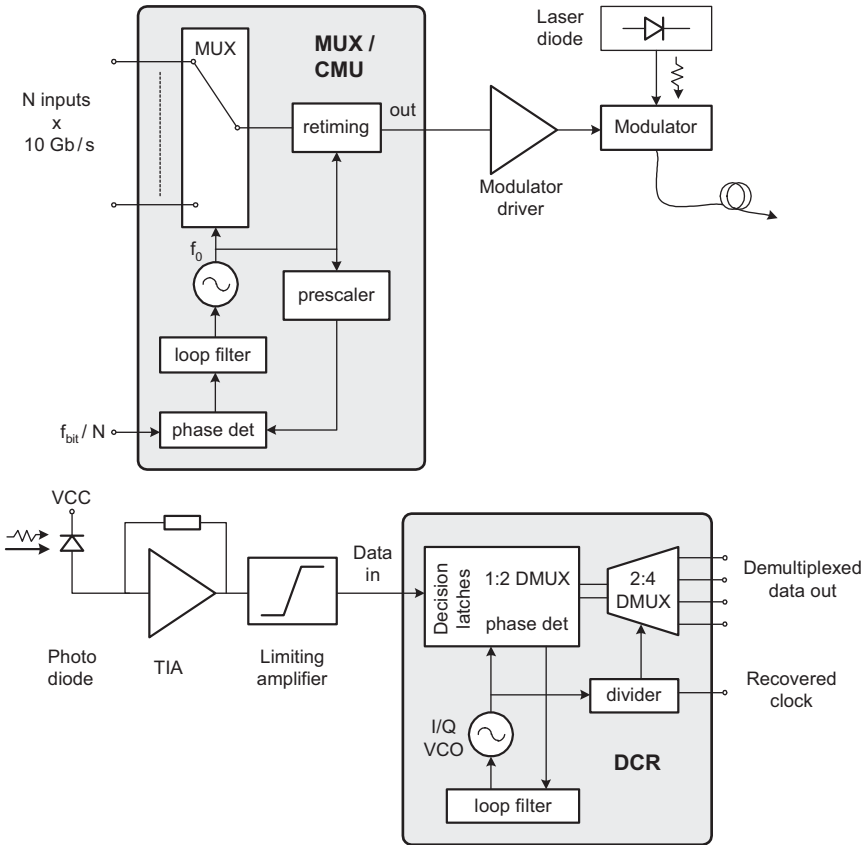 MUX
MUX /
CMU
Laser
diode
N inputs
x
10 Gb/s
retiming
out
Modulator
Modulator
driver
f0
prescaler
loop filter
fbit / N
phase det
VCC
Data
in
Decision
latches
1:2 DMUX
phase det
2:4
DMUX
Demultiplexed
data out
Photo
diode
TIA
Limiting
amplifier
divider
Recovered
clock
I/Q
VCO
DCR
loop filter